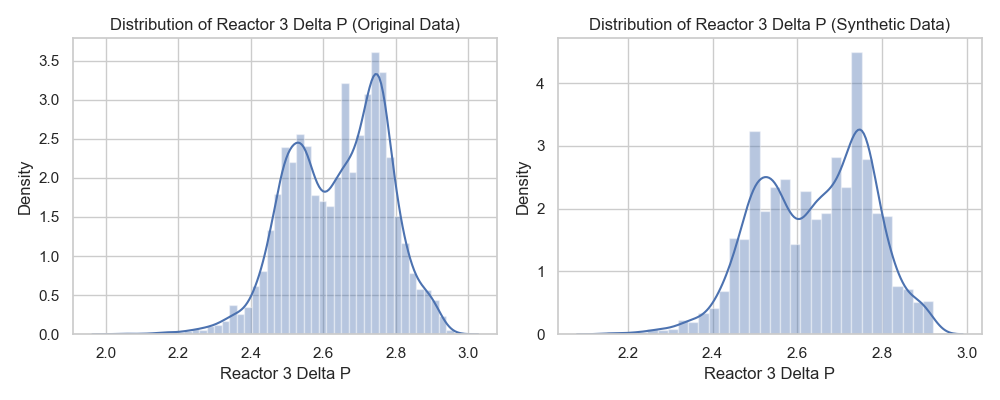 Distribution of Reactor 3 Delta P (Original Data)
3.5
3.0
2.5
2.0
1.5
1.0
0.5
0.0
Density
2.0 2.2 2.4 2.6 2.8 3.0
Reactor 3 Delta P
Distribution of Reactor 3 Delta P (Synthetic Data)
4
3
2
1
0
Density
2.2 2.4 2.6 2.8 3.0
Reactor 3 Delta P